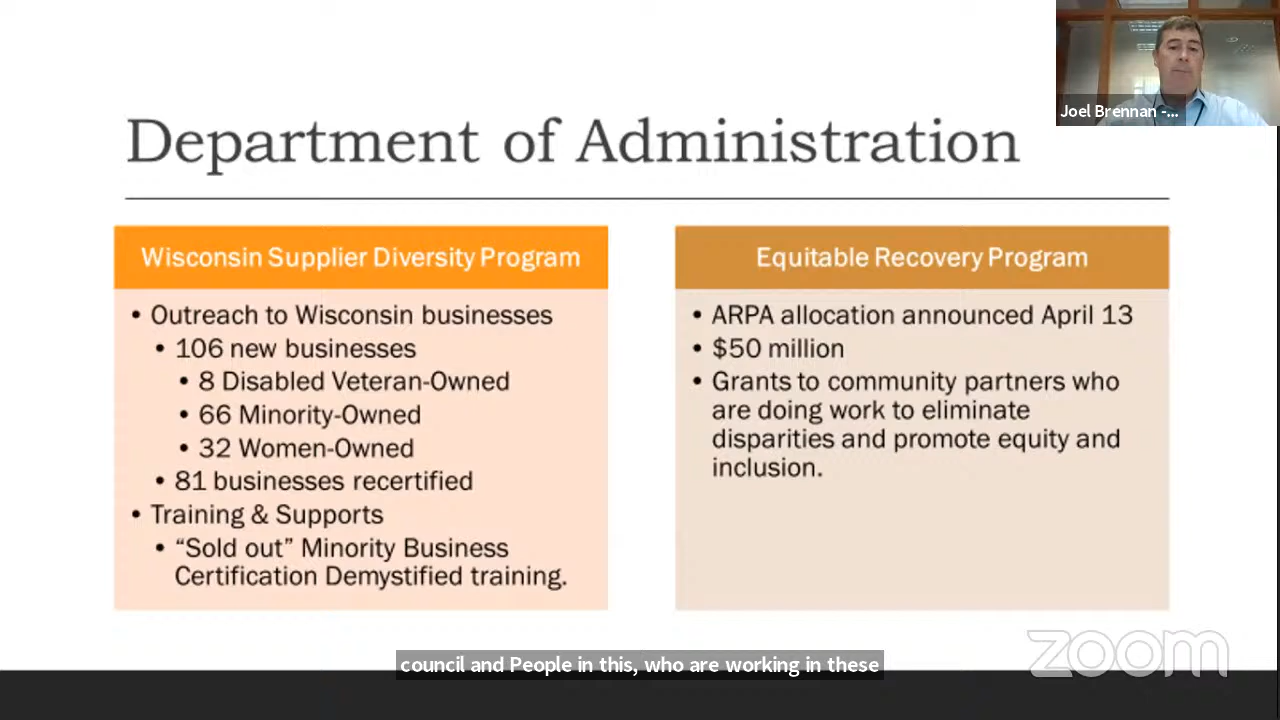 Joel Brennan -...
Department of Administration
Wisconsin Supplier Diversity Program
• Outreach to Wisconsin businesses
• 106 new businesses
• 8 Disabled Veteran-Owned
• 66 Minority-Owned
• 32 Women-Owned
• 81 businesses recertified
• Training & Supports
• “Sold out” Minority Business
Certification Demystified training.
Equitable Recovery Program
• ARPA allocation announced April 13
• $50 million
• Grants to community partners who
are doing work to eliminate
disparities and promote equity and
inclusion.
council and People in this, who are working in these
zoom